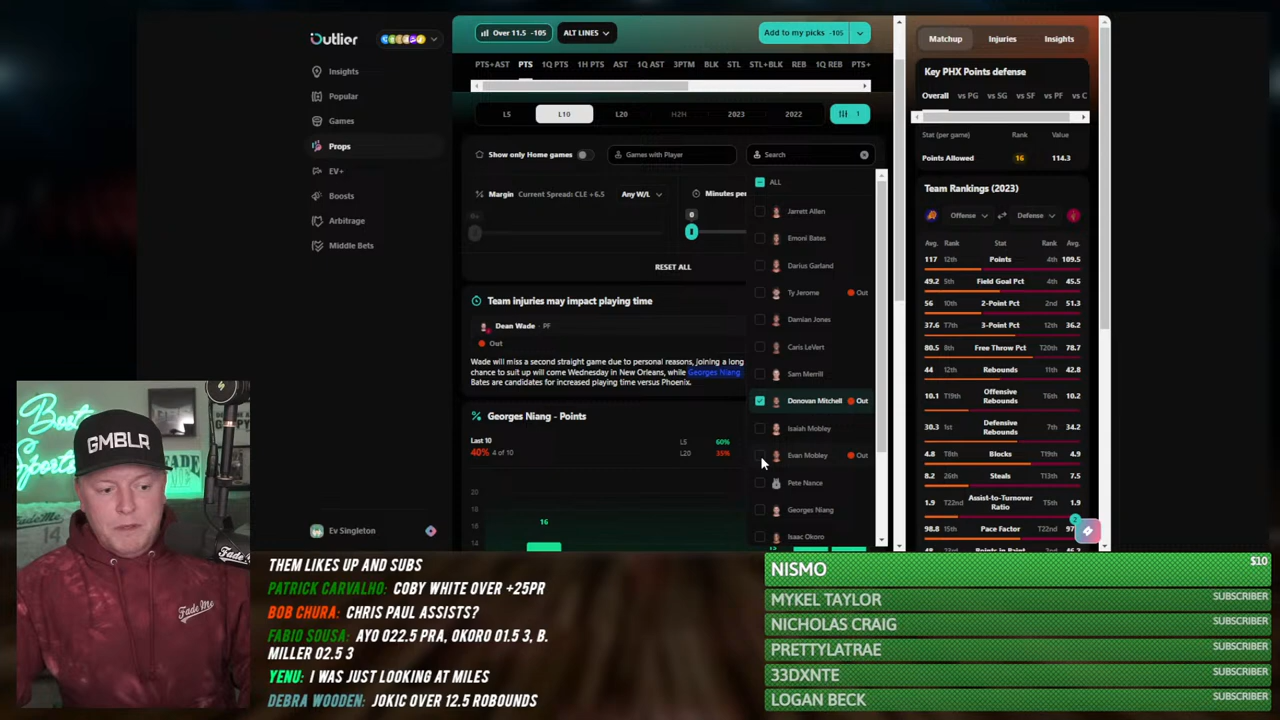 Outlier
Insights
Popular
Games
Props
EV+
Boosts
Arbitrage
Middle Bets
Ev Singleton
Over 11.5 -105
ALT LINES
Add to my picks -105
PTS+AST PTS 1Q PTS 1H PTS AST 1Q AST 3PTM BLK STL STL+BLK REB 1Q REB PTS+
L5 L10 L20 H2H 2023 2022 1
Show only Home games
Games with Player
Search
Margin Current Spread: CLE +6.5 Any W/L
Minutes per
0
RESET ALL
ALL
Jarrett Allen
Emoni Bates
Darius Garland
Ty Jerome Out
Damian Jones
Caris LeVert
Sam Merrill
Donovan Mitchell Out
Isaiah Mobley
Evan Mobley Out
Pete Nance
Georges Niang
Isaac Okoro
Team injuries may impact playing time
Dean Wade - PF
Out
Wade will miss a second straight game due to personal reasons, joining a long
chance to suit up will come Wednesday in New Orleans, while Georges Niang
Bates are candidates for increased playing time versus Phoenix.
Georges Niang - Points
Last 10
40% 4 of 10
L5 60%
L20 35%
20
18
16
14
16
Matchup Injuries Insights
Key PHX Points defense
Overall vs PG vs SG vs SF vs PF vs C
Stat (per game) Rank Value
Points Allowed 16 114.3
Team Rankings (2023)
Offense Defense
Avg. Rank Stat Rank Avg.
117 12th Points 4th 109.5
49.2 5th Field Goal Pct 4th 45.5
56 10th 2-Point Pct 2nd 51.3
37.6 T7th 3-Point Pct 12th 36.2
80.5 8th Free Throw Pct T20th 78.7
44 12th Rebounds 11th 42.8
10.1 T19th Offensive Rebounds T6th 10.2
30.3 1st Defensive Rebounds 7th 34.2
4.8 T8th Blocks T19th 4.9
8.2 26th Steals T13th 7.5
1.9 T22nd Assist-to-Turnover Ratio T5th 1.9
98.8 15th Pace Factor T22nd
2
GMBLR
Fade Me
THEM LIKES UP AND SUBS
PATRICK CARVALHO: COBY WHITE OVER +25PR
BOB CHURA: CHRIS PAUL ASSISTS?
FABIO SOUSA: AYO O22.5 PRA, OKORO O1.5 3, B.
MILLER O2.5 3
YENU: I WAS JUST LOOKING AT MILES
DEBRA WOODEN: JOKIC OVER 12.5 ROBOUNDS
NISMO $10
MYKEL TAYLOR SUBSCRIBER
NICHOLAS CRAIG SUBSCRIBER
PRETTYLATRAE SUBSCRIBER
33DXNTE SUBSCRIBER
LOGAN BECK SUBSCRIBER